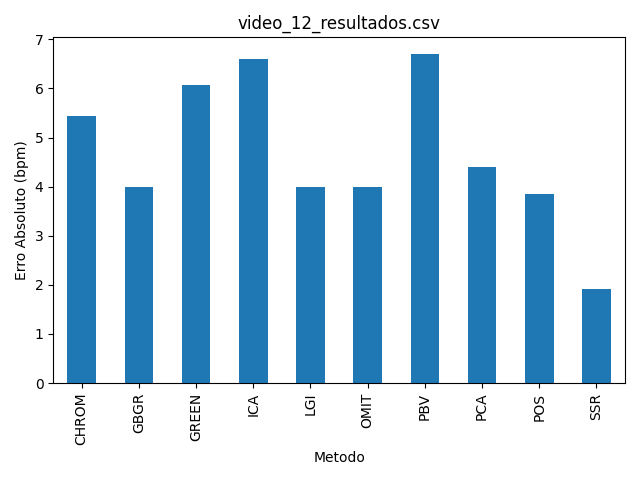 video_12_resultados.csv
7
6
5
4
3
2
1
0
Erro Absoluto (bpm)
CHROM
GBGR
GREEN
ICA
LGI
OMIT
PBV
PCA
POS
SSR
Metodo